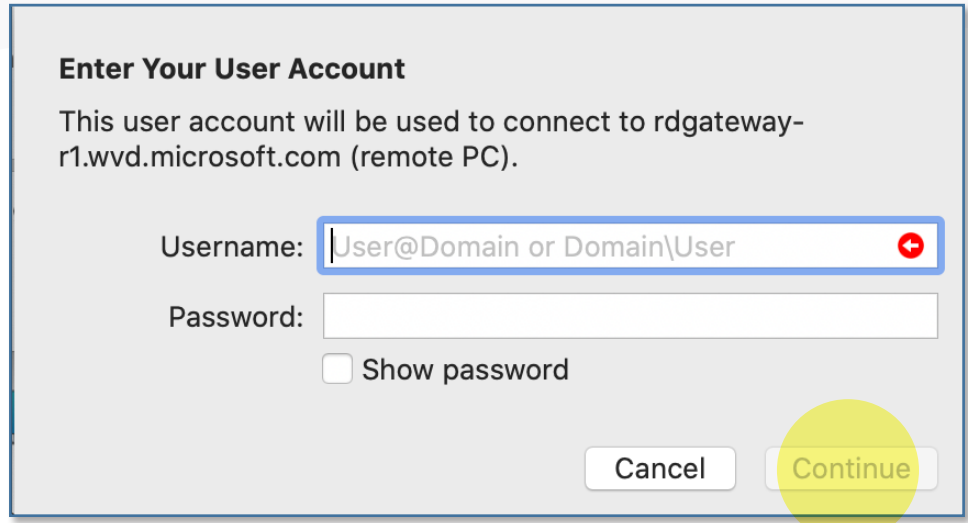 Enter Your User Account
This user account will be used to connect to rdgateway-
r1.wvd.microsoft.com (remote PC).
Username: User@Domain or Domain\User
Password:
Show password
Cancel Continue